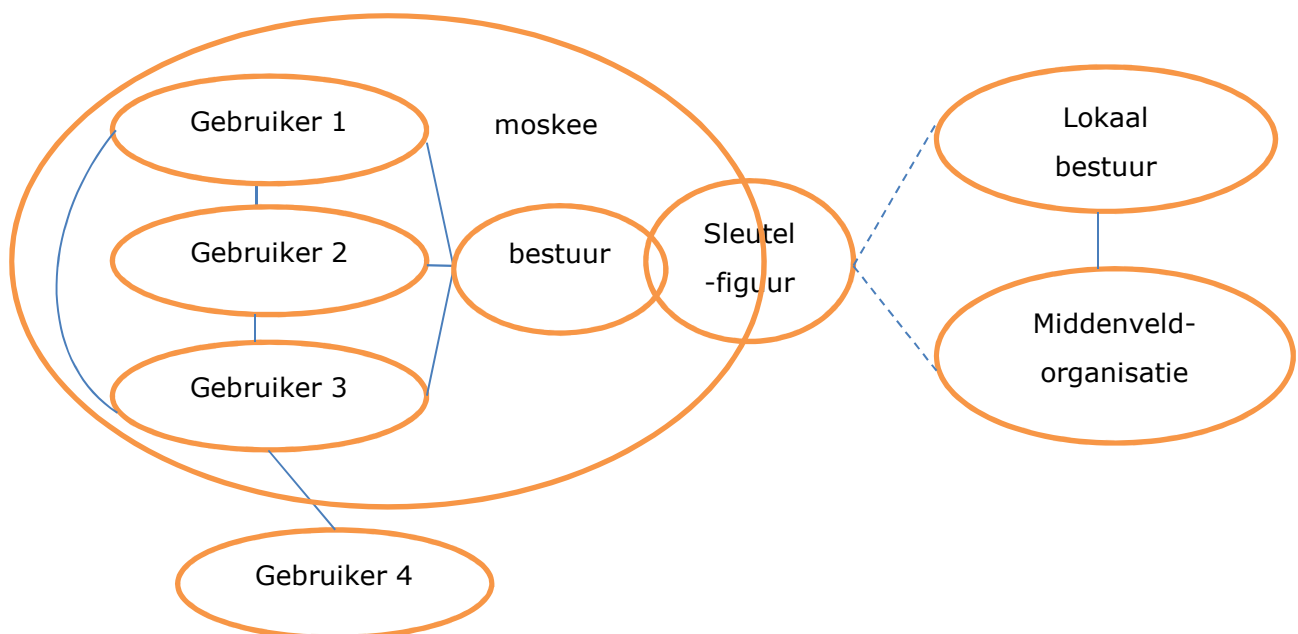 Gebruiker 1
moskee
Lokaal
bestuur
Gebruiker 2
bestuur
Sleutel
-figuur
Gebruiker 3
Middenveld-
organisatie
Gebruiker 4